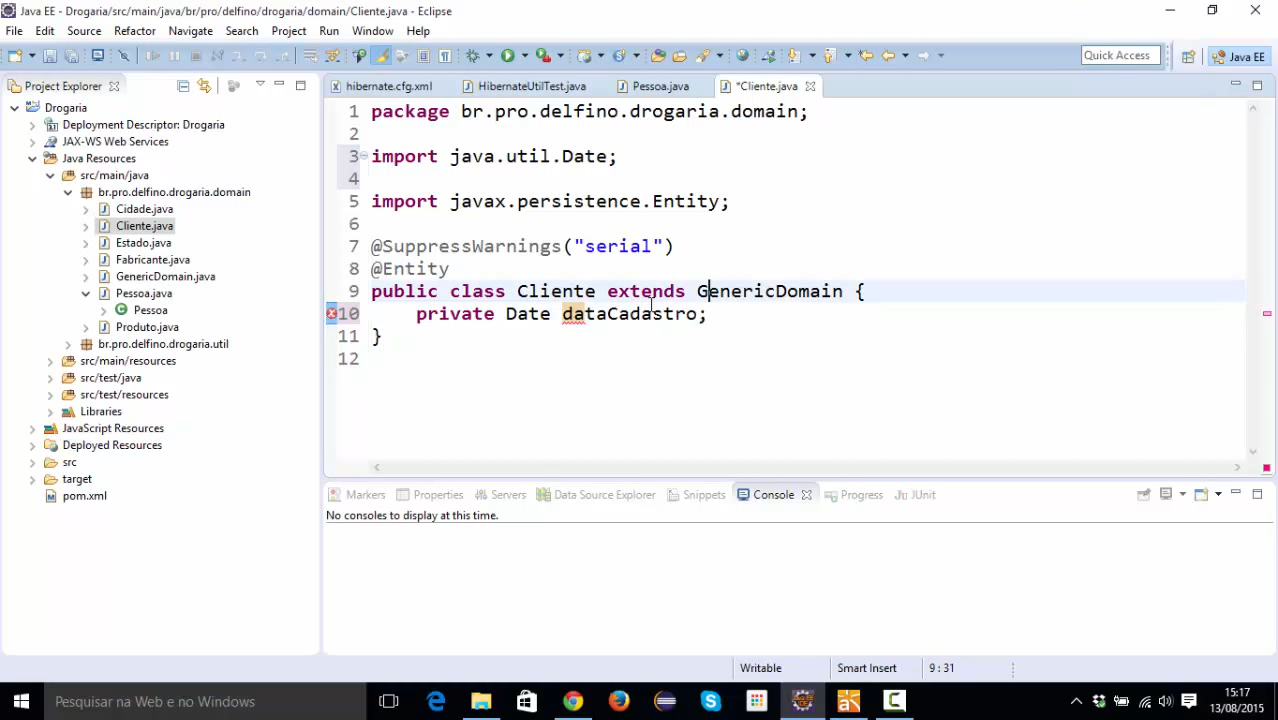 Java EE - Drogaria/src/main/java/br/pro/delfino/drogaria/domain/Cliente.java - Eclipse
File Edit Source Refactor Navigate Search Project Run Window Help
Quick Access
Java EE
Project Explorer
hibernate.cfg.xml
HibernateUtilTest.java
Pessoa.java
*Cliente.java
Drogaria
Deployment Descriptor: Drogaria
JAX-WS Web Services
Java Resources
src/main/java
br.pro.delfino.drogaria.domain
Cidade.java
Cliente.java
Estado.java
Fabricante.java
GenericDomain.java
Pessoa.java
Pessoa
Produto.java
br.pro.delfino.drogaria.util
src/main/resources
src/test/java
src/test/resources
Libraries
JavaScript Resources
Deployed Resources
src
target
pom.xml
1 package br.pro.delfino.drogaria.domain;
2
3 import java.util.Date;
4
5 import javax.persistence.Entity;
6
7 @SuppressWarnings("serial")
8 @Entity
9 public class Cliente extends GenericDomain {
10 private Date dataCadastro;
11 }
12
Markers Properties Servers Data Source Explorer Snippets Console Progress JUnit
No consoles to display at this time.
Writable Smart Insert 9 : 31
Pesquisar na Web e no Windows
15:17
13/08/2015